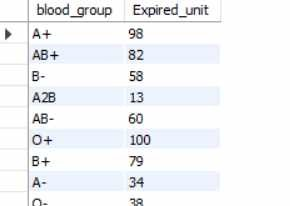 blood_group Expired_unit
A+ 98
AB+ 82
B- 58
A2B 13
AB- 60
O+ 100
B+ 79
A- 34
O- 38